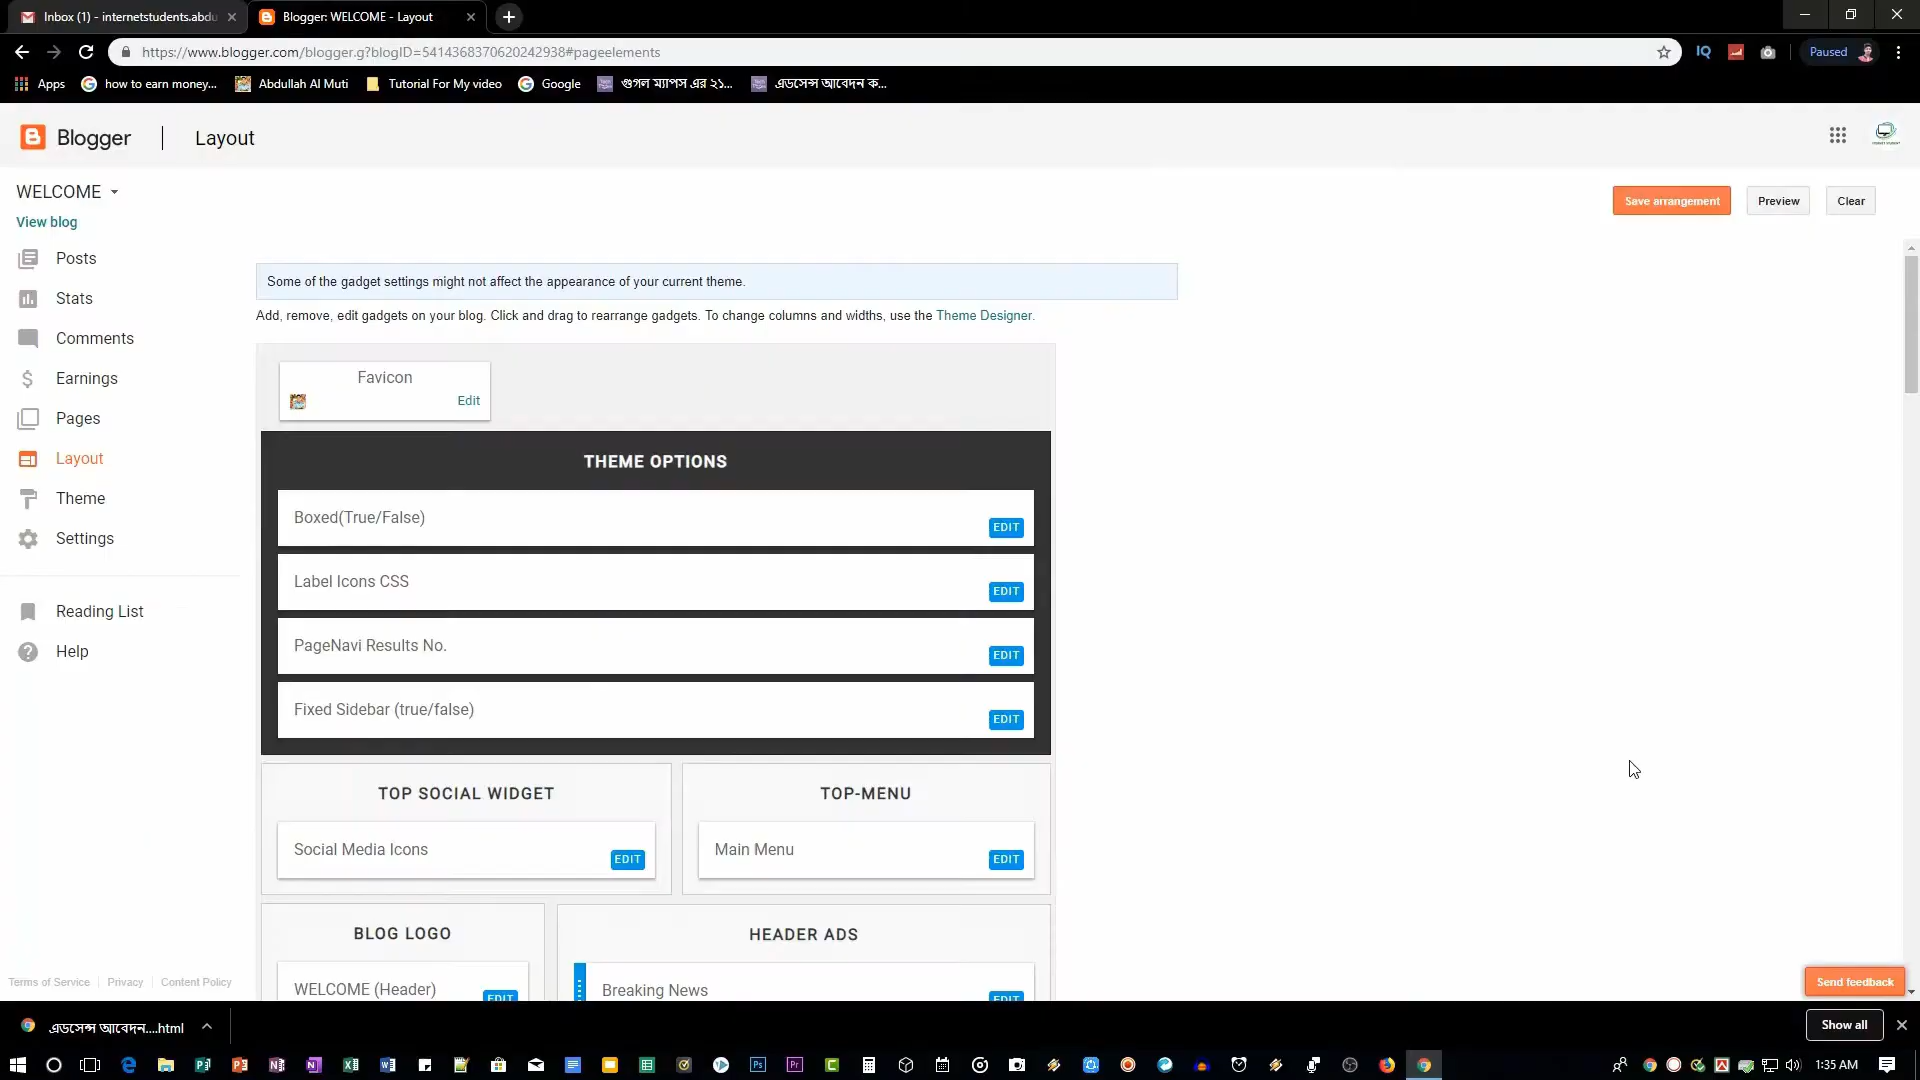 Inbox (1) - internetstudents.abdu
Blogger: WELCOME - Layout
https://www.blogger.com/blogger.g?blogID=5414368370620242938#pageelements
IQ
Paused
Apps
how to earn money...
Abdullah Al Muti
Tutorial For My video
Google
গুগল ম্যাপস এর ২১...
এডসেন্স আবেদন ক...
Blogger
Layout
WELCOME
Save arrangement
Preview
Clear
View blog
Posts
Stats
Comments
Earnings
Pages
Layout
Theme
Settings
Reading List
Help
Some of the gadget settings might not affect the appearance of your current theme.
Add, remove, edit gadgets on your blog. Click and drag to rearrange gadgets. To change columns and widths, use the Theme Designer.
Favicon
Edit
THEME OPTIONS
Boxed(True/False)
EDIT
Label Icons CSS
EDIT
PageNavi Results No.
EDIT
Fixed Sidebar (true/false)
EDIT
TOP SOCIAL WIDGET
Social Media Icons
EDIT
TOP-MENU
Main Menu
EDIT
BLOG LOGO
WELCOME (Header)
EDIT
HEADER ADS
Breaking News
EDIT
Terms of Service
Privacy
Content Policy
Send feedback
এডসেন্স আবেদন....html
Show all
1:35 AM